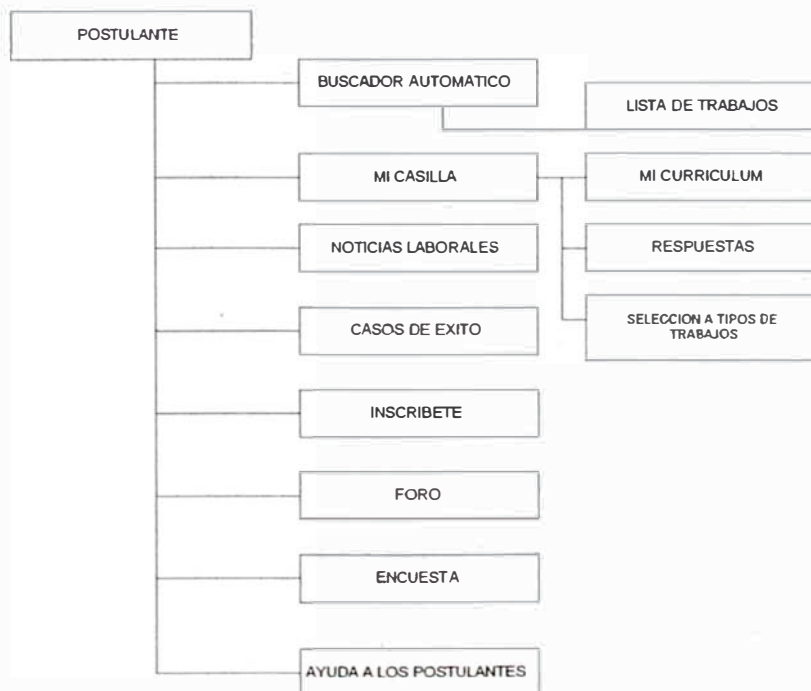 POSTULANTE
BUSCADOR AUTOMATICO
LISTA DE TRABAJOS
MI CASILLA
MI CURRICULUM
NOTICIAS LABORALES
RESPUESTAS
CASOS DE EXITO
SELECCION A TIPOS DE
TRABAJOS
INSCRIBETE
FORO
ENCUESTA
AYUDA A LOS POSTULANTES